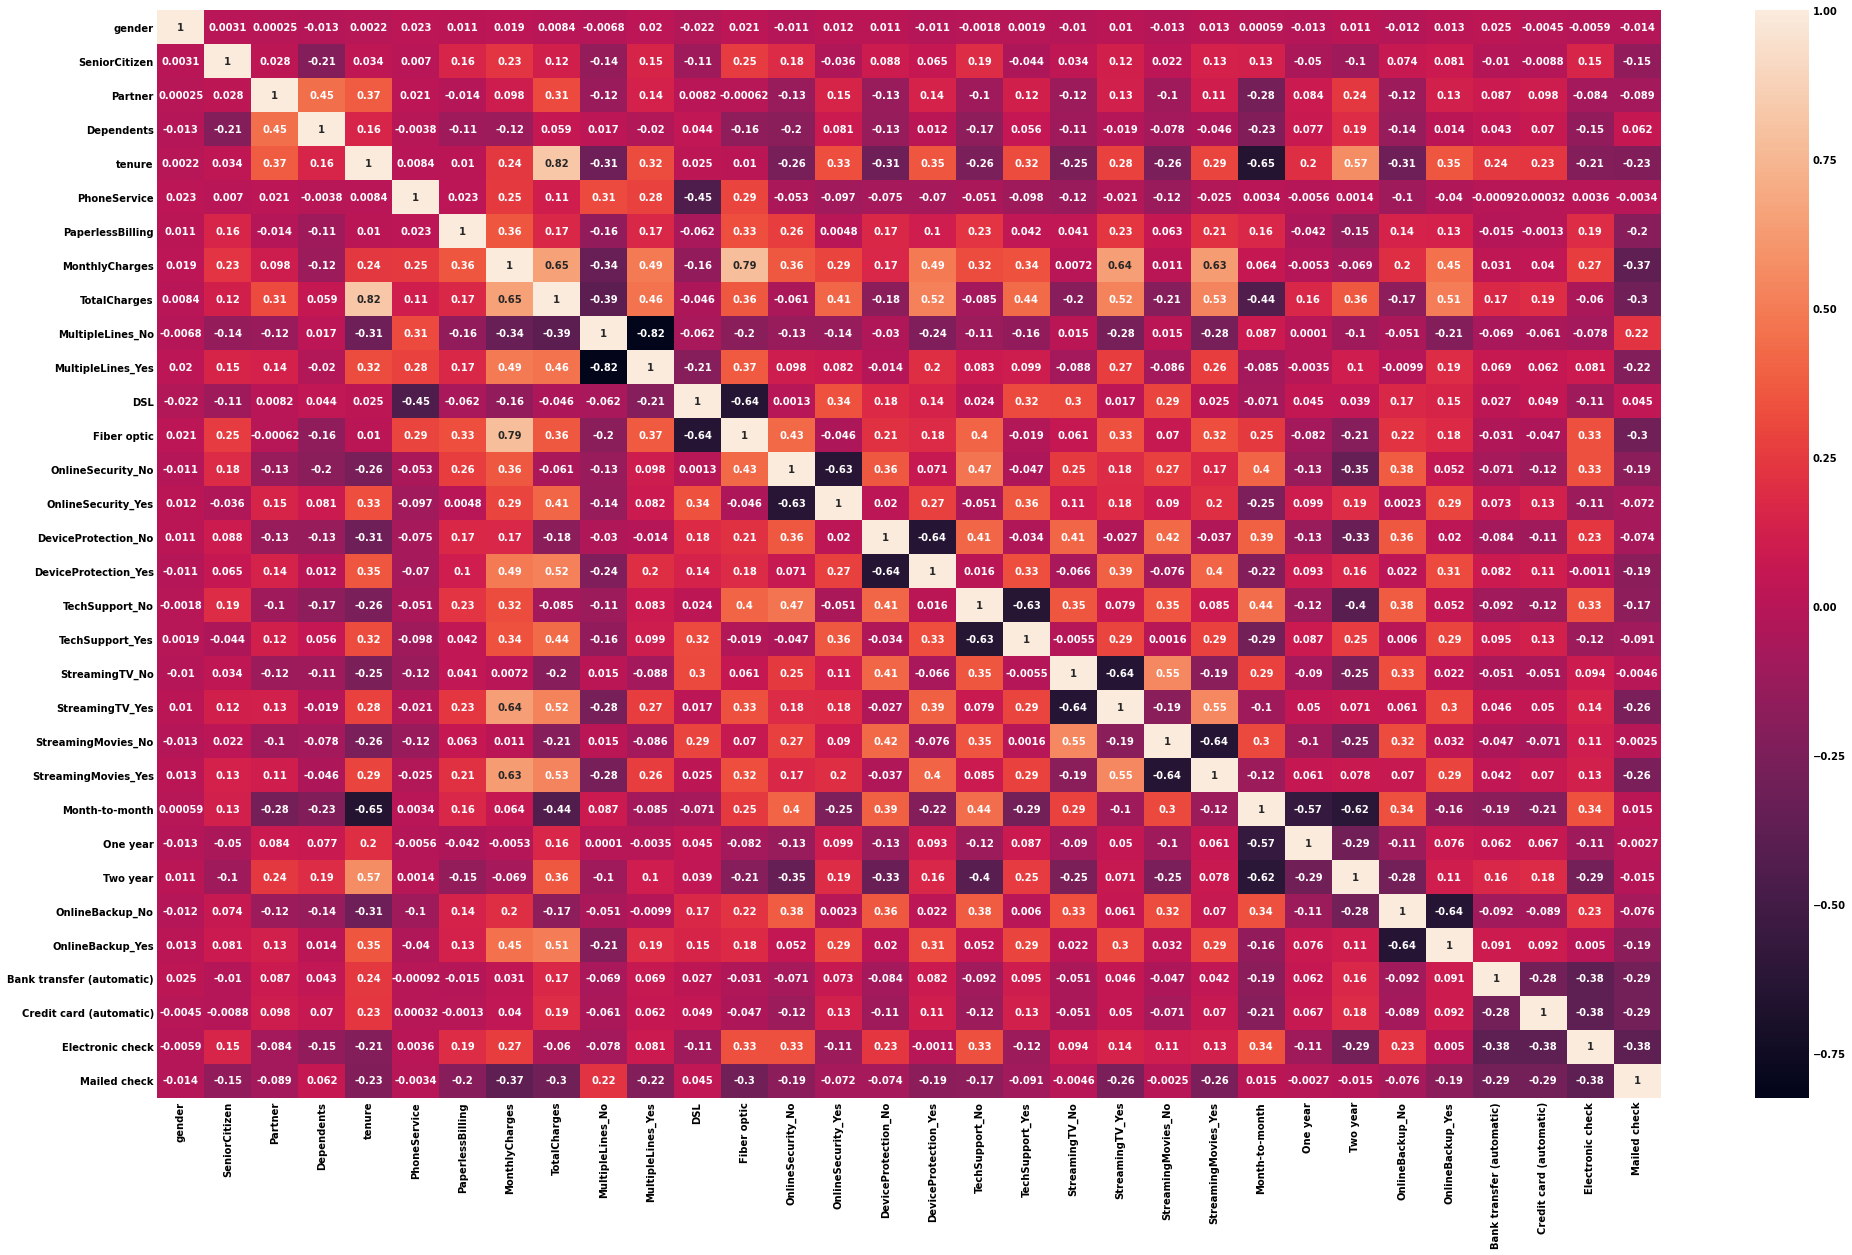 gender 1 0.0031 0.00025 -0.013 0.0022 0.023 0.011 0.019 0.0084 -0.0068 0.02 -0.022 0.021 -0.011 0.012 0.011 -0.011 -0.0018 0.0019 -0.01 0.01 -0.013 0.013 0.00059 -0.013 0.011 -0.012 0.013 0.025 -0.0045 -0.0059 -0.014
SeniorCitizen 0.0031 1 0.028 -0.21 0.034 0.007 0.16 0.23 0.12 -0.14 0.15 -0.11 0.25 0.18 -0.036 0.088 0.065 0.19 -0.044 0.034 0.12 0.022 0.13 0.13 -0.05 -0.1 0.074 0.081 -0.01 -0.0088 0.15 -0.15
Partner 0.00025 0.028 1 0.45 0.37 0.021 -0.014 0.098 0.31 -0.12 0.14 0.0082 -0.00062 -0.13 0.15 -0.13 0.14 -0.1 0.12 -0.12 0.13 -0.1 0.11 -0.28 0.084 0.24 -0.12 0.13 0.087 0.098 -0.084 -0.089
Dependents -0.013 -0.21 0.45 1 0.16 -0.0038 -0.11 -0.12 0.059 0.017 -0.02 0.044 -0.16 -0.2 0.081 -0.13 0.012 -0.17 0.056 -0.11 -0.019 -0.078 -0.046 -0.23 0.077 0.19 -0.14 0.014 0.043 0.07 -0.15 0.062
tenure 0.0022 0.034 0.37 0.16 1 0.0084 0.01 0.24 0.82 -0.31 0.32 0.025 0.01 -0.26 0.33 -0.31 0.35 -0.26 0.32 -0.25 0.28 -0.26 0.29 -0.65 0.2 0.57 -0.31 0.35 0.24 0.23 -0.21 -0.23
PhoneService 0.023 0.007 0.021 -0.0038 0.0084 1 0.023 0.25 0.11 0.31 0.28 -0.45 0.29 -0.053 -0.097 -0.075 -0.07 -0.051 -0.098 -0.12 -0.021 -0.12 -0.025 0.0034 -0.0056 0.0014 -0.1 -0.04 -0.00092 0.00032 0.0036 -0.0034
PaperlessBilling 0.011 0.16 -0.014 -0.11 0.01 0.023 1 0.36 0.17 -0.16 0.17 -0.062 0.33 0.26 0.0048 0.17 0.1 0.23 0.042 0.041 0.23 0.063 0.21 0.16 -0.042 -0.15 0.14 0.13 -0.015 -0.0013 0.19 -0.2
MonthlyCharges 0.019 0.23 0.098 -0.12 0.24 0.25 0.36 1 0.65 -0.34 0.49 -0.16 0.79 0.36 0.29 0.17 0.49 0.32 0.34 0.0072 0.64 0.011 0.63 0.064 -0.0053 -0.069 0.2 0.45 0.031 0.04 0.27 -0.37
TotalCharges 0.0084 0.12 0.31 0.059 0.82 0.11 0.17 0.65 1 -0.39 0.46 -0.046 0.36 -0.061 0.41 -0.18 0.52 -0.085 0.44 -0.2 0.52 -0.21 0.53 -0.44 0.16 0.36 -0.17 0.51 0.17 0.19 -0.06 -0.3
MultipleLines_No -0.0068 -0.14 -0.12 0.017 -0.31 0.31 -0.16 -0.34 -0.39 1 -0.82 -0.062 -0.2 -0.13 -0.14 -0.03 -0.24 -0.11 -0.16 0.015 -0.28 0.015 -0.28 0.087 0.0001 -0.1 -0.051 -0.21 -0.069 -0.061 -0.078 0.22
MultipleLines_Yes 0.02 0.15 0.14 -0.02 0.32 0.28 0.17 0.49 0.46 -0.82 1 -0.21 0.37 0.098 0.082 -0.014 0.2 0.083 0.099 -0.088 0.27 -0.086 0.26 -0.085 -0.0035 0.1 -0.0099 0.19 0.069 0.062 0.081 -0.22
DSL -0.022 -0.11 0.0082 0.044 0.025 -0.45 -0.062 -0.16 -0.046 -0.062 -0.21 1 -0.64 0.0013 0.34 0.18 0.14 0.024 0.32 0.3 0.017 0.29 0.025 -0.071 0.045 0.039 0.17 0.15 0.027 0.049 -0.11 0.045
Fiber optic 0.021 0.25 -0.00062 -0.16 0.01 0.29 0.33 0.79 0.36 -0.2 0.37 -0.64 1 0.43 -0.046 0.21 0.18 0.4 -0.019 0.061 0.33 0.07 0.32 0.25 -0.082 -0.21 0.22 0.18 -0.031 -0.047 0.33 -0.3
OnlineSecurity_No -0.011 0.18 -0.13 -0.2 -0.26 -0.053 0.26 0.36 -0.061 -0.13 0.098 0.0013 0.43 1 -0.63 0.36 0.071 0.47 -0.047 0.25 0.18 0.27 0.17 0.4 -0.13 -0.35 0.38 0.052 -0.071 -0.12 0.33 -0.19
OnlineSecurity_Yes 0.012 -0.036 0.15 0.081 0.33 -0.097 0.0048 0.29 0.41 -0.14 0.082 0.34 -0.046 -0.63 1 0.02 0.27 -0.051 0.36 0.11 0.18 0.09 0.2 -0.25 0.099 0.19 0.0023 0.29 0.073 0.13 -0.11 -0.072
DeviceProtection_No 0.011 0.088 -0.13 -0.13 -0.31 -0.075 0.17 0.17 -0.18 -0.03 -0.014 0.18 0.21 0.36 0.02 1 -0.64 0.41 -0.034 0.41 -0.027 0.42 -0.037 0.39 -0.13 -0.33 0.36 0.02 -0.084 -0.11 0.23 -0.074
DeviceProtection_Yes -0.011 0.065 0.14 0.012 0.35 -0.07 0.1 0.49 0.52 -0.24 0.2 0.14 0.18 0.071 0.27 -0.64 1 0.016 0.33 -0.066 0.39 -0.076 0.4 -0.22 0.093 0.16 0.022 0.31 0.082 0.11 -0.0011 -0.19
TechSupport_No -0.0018 0.19 -0.1 -0.17 -0.26 -0.051 0.23 0.32 -0.085 -0.11 0.083 0.024 0.4 0.47 -0.051 0.41 0.016 1 -0.63 0.35 0.079 0.35 0.085 0.44 -0.12 -0.4 0.38 0.052 -0.092 -0.12 0.33 -0.17
TechSupport_Yes 0.0019 -0.044 0.12 0.056 0.32 -0.098 0.042 0.34 0.44 -0.16 0.099 0.32 -0.019 -0.047 0.36 -0.034 0.33 -0.63 1 -0.0055 0.29 0.0016 0.29 -0.29 0.087 0.25 0.006 0.29 0.095 0.13 -0.12 -0.091
StreamingTV_No -0.01 0.034 -0.12 -0.11 -0.25 -0.12 0.041 0.0072 -0.2 0.015 -0.088 0.3 0.061 0.25 0.11 0.41 -0.066 0.35 -0.0055 1 -0.64 0.55 -0.19 0.29 -0.09 -0.25 0.33 0.022 -0.051 -0.051 0.094 -0.0046
StreamingTV_Yes 0.01 0.12 0.13 -0.019 0.28 -0.021 0.23 0.64 0.52 -0.28 0.27 0.017 0.33 0.18 0.18 -0.027 0.39 0.079 0.29 -0.64 1 -0.19 0.55 -0.1 0.05 0.071 0.061 0.3 0.046 0.05 0.14 -0.26
StreamingMovies_No -0.013 0.022 -0.1 -0.078 -0.26 -0.12 0.063 0.011 -0.21 0.015 -0.086 0.29 0.07 0.27 0.09 0.42 -0.076 0.35 0.0016 0.55 -0.19 1 -0.64 0.3 -0.1 -0.25 0.32 0.032 -0.047 -0.071 0.11 -0.0025
StreamingMovies_Yes 0.013 0.13 0.11 -0.046 0.29 -0.025 0.21 0.63 0.53 -0.28 0.26 0.025 0.32 0.17 0.2 -0.037 0.4 0.085 0.29 -0.19 0.55 -0.64 1 -0.12 0.061 0.078 0.07 0.29 0.042 0.07 0.13 -0.26
Month-to-month 0.00059 0.13 -0.28 -0.23 -0.65 0.0034 0.16 0.064 -0.44 0.087 -0.085 -0.071 0.25 0.4 -0.25 0.39 -0.22 0.44 -0.29 0.29 -0.1 0.3 -0.12 1 -0.57 -0.62 0.34 -0.16 -0.19 -0.21 0.34 0.015
One year -0.013 -0.05 0.084 0.077 0.2 -0.0056 -0.042 -0.0053 0.16 0.0001 -0.0035 0.045 -0.082 -0.13 0.099 -0.13 0.093 -0.12 0.087 -0.09 0.05 -0.1 0.061 -0.57 1 -0.29 -0.11 0.076 0.062 0.067 -0.11 -0.0027
Two year 0.011 -0.1 0.24 0.19 0.57 0.0014 -0.15 -0.069 0.36 -0.1 0.1 0.039 -0.21 -0.35 0.19 -0.33 0.16 -0.4 0.25 -0.25 0.071 -0.25 0.078 -0.62 -0.29 1 -0.28 0.11 0.16 0.18 -0.29 -0.015
OnlineBackup_No -0.012 0.074 -0.12 -0.14 -0.31 -0.1 0.14 0.2 -0.17 -0.051 -0.0099 0.17 0.22 0.38 0.0023 0.36 0.022 0.38 0.006 0.33 0.061 0.32 0.07 0.34 -0.11 -0.28 1 -0.64 -0.092 -0.089 0.23 -0.076
OnlineBackup_Yes 0.013 0.081 0.13 0.014 0.35 -0.04 0.13 0.45 0.51 -0.21 0.19 0.15 0.18 0.052 0.29 0.02 0.31 0.052 0.29 0.022 0.3 0.032 0.29 -0.16 0.076 0.11 -0.64 1 0.091 0.092 0.005 -0.19
Bank transfer (automatic) 0.025 -0.01 0.087 0.043 0.24 -0.00092 -0.015 0.031 0.17 -0.069 0.069 0.027 -0.031 -0.071 0.073 -0.084 0.082 -0.092 0.095 -0.051 0.046 -0.047 0.042 -0.19 0.062 0.16 -0.092 0.091 1 -0.28 -0.38 -0.29
Credit card (automatic) -0.0045 -0.0088 0.098 0.07 0.23 0.00032 -0.0013 0.04 0.19 -0.061 0.062 0.049 -0.047 -0.12 0.13 -0.11 0.11 -0.12 0.13 -0.051 0.05 -0.071 0.07 -0.21 0.067 0.18 -0.089 0.092 -0.28 1 -0.38 -0.29
Electronic check -0.0059 0.15 -0.084 -0.15 -0.21 0.0036 0.19 0.27 -0.06 -0.078 0.081 -0.11 0.33 0.33 -0.11 0.23 -0.0011 0.33 -0.12 0.094 0.14 0.11 0.13 0.34 -0.11 -0.29 0.23 0.005 -0.38 -0.38 1 -0.38
Mailed check -0.014 -0.15 -0.089 0.062 -0.23 -0.0034 -0.2 -0.37 -0.3 0.22 -0.22 0.045 -0.3 -0.19 -0.072 -0.074 -0.19 -0.17 -0.091 -0.0046 -0.26 -0.0025 -0.26 0.015 -0.0027 -0.015 -0.076 -0.19 -0.29 -0.29 -0.38 1
gender
SeniorCitizen
Partner
Dependents
tenure
PhoneService
PaperlessBilling
MonthlyCharges
TotalCharges
MultipleLines_No
MultipleLines_Yes
DSL
Fiber optic
OnlineSecurity_No
OnlineSecurity_Yes
DeviceProtection_No
DeviceProtection_Yes
TechSupport_No
TechSupport_Yes
StreamingTV_No
StreamingTV_Yes
StreamingMovies_No
StreamingMovies_Yes
Month-to-month
One year
Two year
OnlineBackup_No
OnlineBackup_Yes
Bank transfer (automatic)
Credit card (automatic)
Electronic check
Mailed check
1.00
0.75
0.50
0.25
0.00
−0.25
−0.50
−0.75